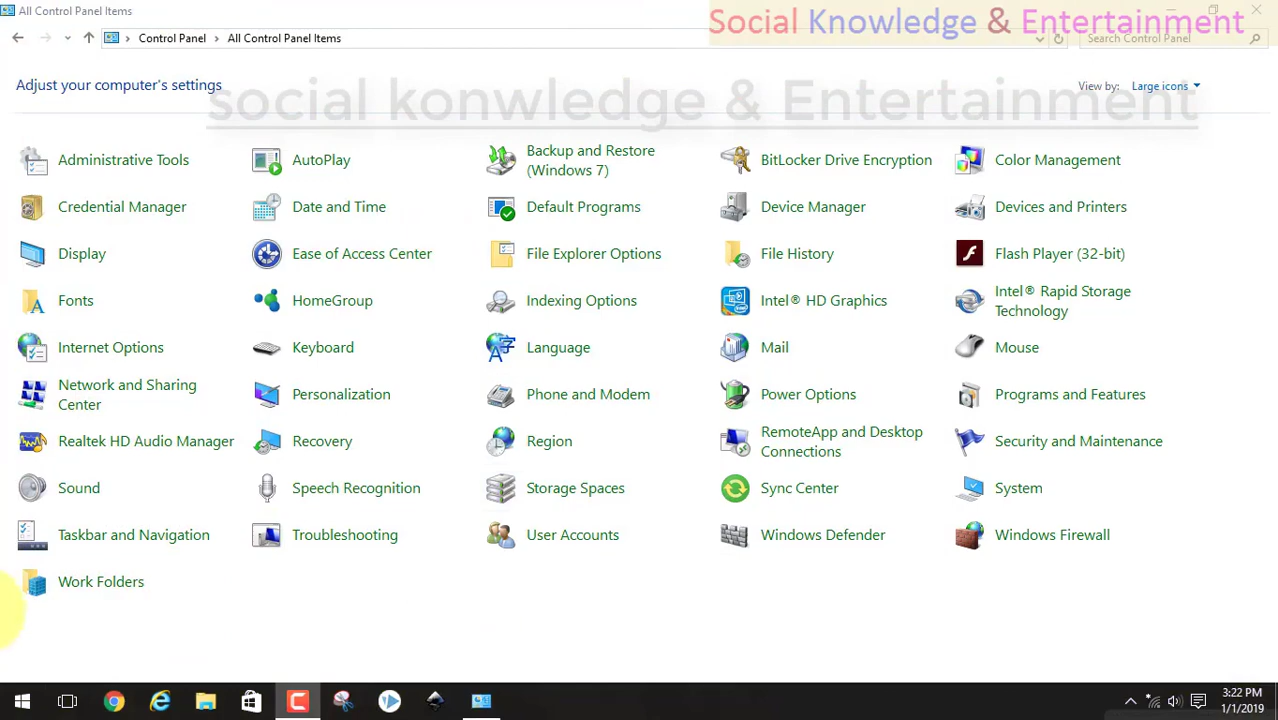 All Control Panel Items
Social Knowledge & Entertainment
Control Panel > All Control Panel Items
Search Control Panel
Adjust your computer's settings
social konwledge & Entertainment
View by: Large icons
Administrative Tools
AutoPlay
Backup and Restore
(Windows 7)
BitLocker Drive Encryption
Color Management
Credential Manager
Date and Time
Default Programs
Device Manager
Devices and Printers
Display
Ease of Access Center
File Explorer Options
File History
Flash Player (32-bit)
Fonts
HomeGroup
Indexing Options
Intel® HD Graphics
Intel® Rapid Storage
Technology
Internet Options
Keyboard
Language
Mail
Mouse
Network and Sharing
Center
Personalization
Phone and Modem
Power Options
Programs and Features
Realtek HD Audio Manager
Recovery
Region
RemoteApp and Desktop
Connections
Security and Maintenance
Sound
Speech Recognition
Storage Spaces
Sync Center
System
Taskbar and Navigation
Troubleshooting
User Accounts
Windows Defender
Windows Firewall
Work Folders
3:22 PM
1/1/2019